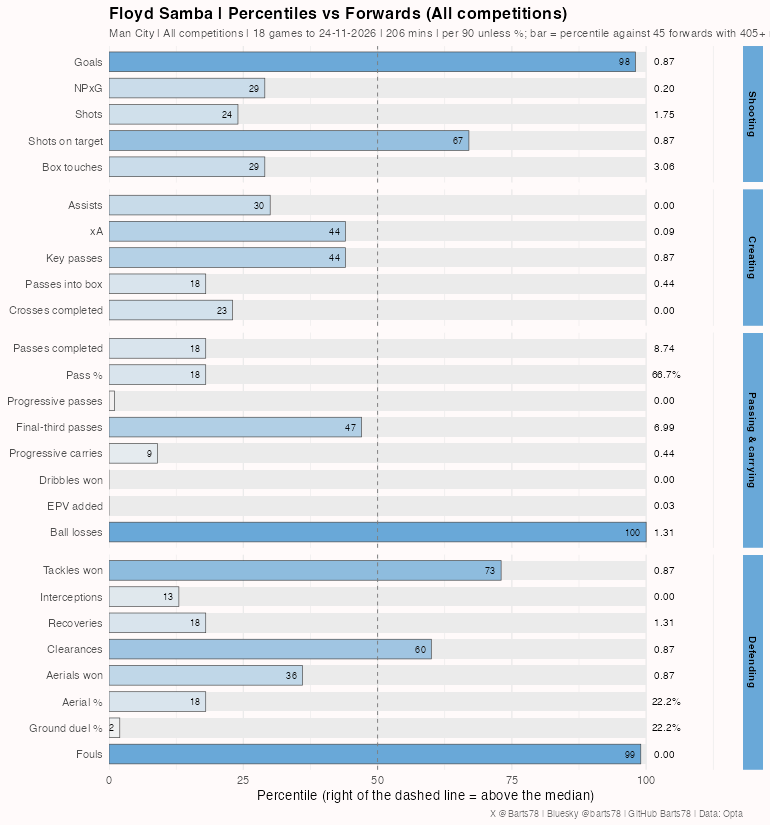 Floyd Samba | Percentiles vs Forwards (All competitions)
Man City | All competitions | 18 games to 24-11-2026 | 206 mins | per 90 unless %; bar = percentile against 45 forwards with 405+
Goals 98 0.87
NPxG 29 0.20
Shots 24 1.75
Shots on target 67 0.87
Box touches 29 3.06
Shooting
Assists 30 0.00
xA 44 0.09
Key passes 44 0.87
Passes into box 18 0.44
Crosses completed 23 0.00
Creating
Passes completed 18 8.74
Pass % 18 66.7%
Progressive passes 0.00
Final-third passes 47 6.99
Progressive carries 9 0.44
Dribbles won 0.00
EPV added 0.03
Ball losses 100 1.31
Passing & carrying
Tackles won 73 0.87
Interceptions 13 0.00
Recoveries 18 1.31
Clearances 60 0.87
Aerials won 36 0.87
Aerial % 18 22.2%
Ground duel % 2 22.2%
Fouls 99 0.00
Defending
0 25 50 75 100
Percentile (right of the dashed line = above the median)
X @Barts78 | Bluesky @barts78 | GitHub Barts78 | Data: Opta